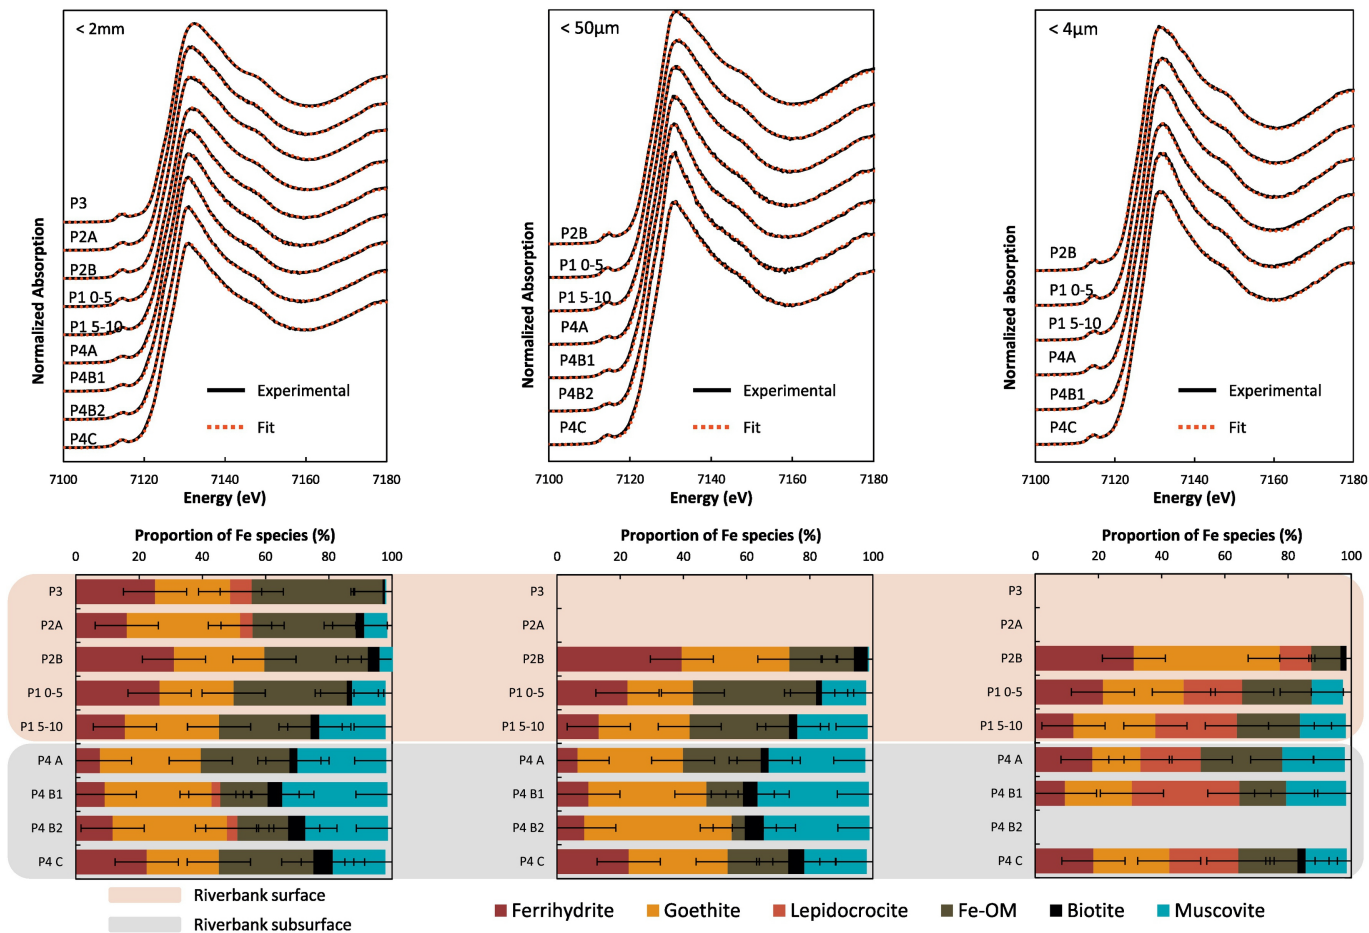 < 2mm
P3
P2A
P2B
P1 0-5
P1 5-10
P4A
P4B1
P4B2
P4C
Experimental
Fit
Normalized Absorption
7100 7120 7140 7160 7180
Energy (eV)
< 50µm
P2B
P1 0-5
P1 5-10
P4A
P4B1
P4B2
P4C
Experimental
Fit
Normalized Absorption
7100 7120 7140 7160 7180
Energy (eV)
< 4µm
P2B
P1 0-5
P1 5-10
P4A
P4B1
P4C
Experimental
Fit
Normalized absorption
7100 7120 7140 7160 7180
Energy (eV)
Proportion of Fe species (%)
0 20 40 60 80 100
P3
P2A
P2B
P1 0-5
P1 5-10
P4 A
P4 B1
P4 B2
P4 C
Proportion of Fe species (%)
0 20 40 60 80 100
P3
P2A
P2B
P1 0-5
P1 5-10
P4 A
P4 B1
P4 B2
P4 C
Proportion of Fe species (%)
0 20 40 60 80 100
P3
P2A
P2B
P1 0-5
P1 5-10
P4 A
P4 B1
P4 B2
P4 C
Riverbank surface
Riverbank subsurface
Ferrihydrite Goethite Lepidocrocite Fe-OM Biotite Muscovite